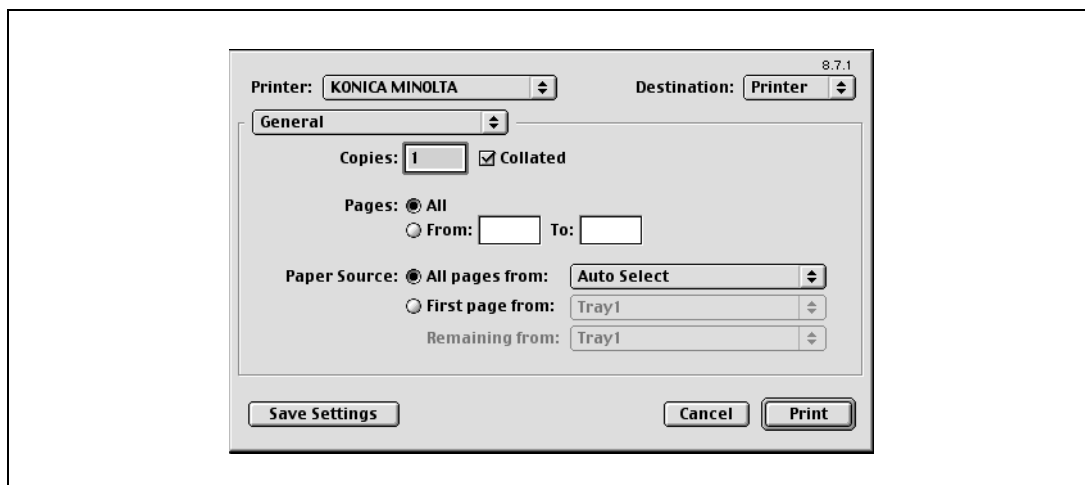 8.7.1
Printer: KONICA MINOLTA Destination: Printer
General
Copies: 1 Collated
Pages: All
From: To:
Paper Source: All pages from: Auto Select
First page from: Tray1
Remaining from: Tray1
Save Settings Cancel Print